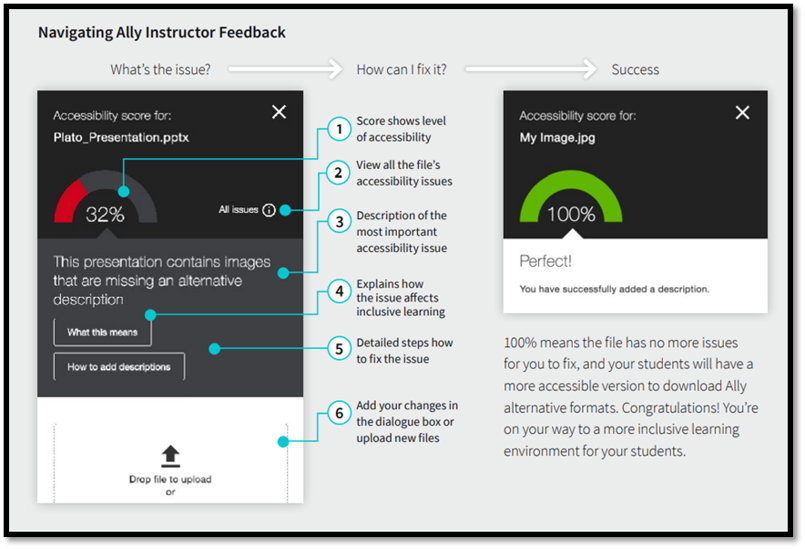 Navigating Ally Instructor Feedback
What's the issue?
How can I fix it?
Success
Accessibility score for:
Plato_Presentation.pptx
32%
All issues
This presentation contains images
that are missing an alternative
description
What this means
How to add descriptions
Drop file to upload
or
1
Score shows level
of accessibility
2
View all the file's
accessibility issues
3
Description of the
most important
accessibility issue
4
Explains how
the issue affects
inclusive learning
5
Detailed steps how
to fix the issue
6
Add your changes in
the dialogue box or
upload new files
Accessibility score for:
My Image.jpg
100%
Perfect!
You have successfully added a description.
100% means the file has no more issues
for you to fix, and your students will have a
more accessible version to download Ally
alternative formats. Congratulations! You're
on your way to a more inclusive learning
environment for your students.